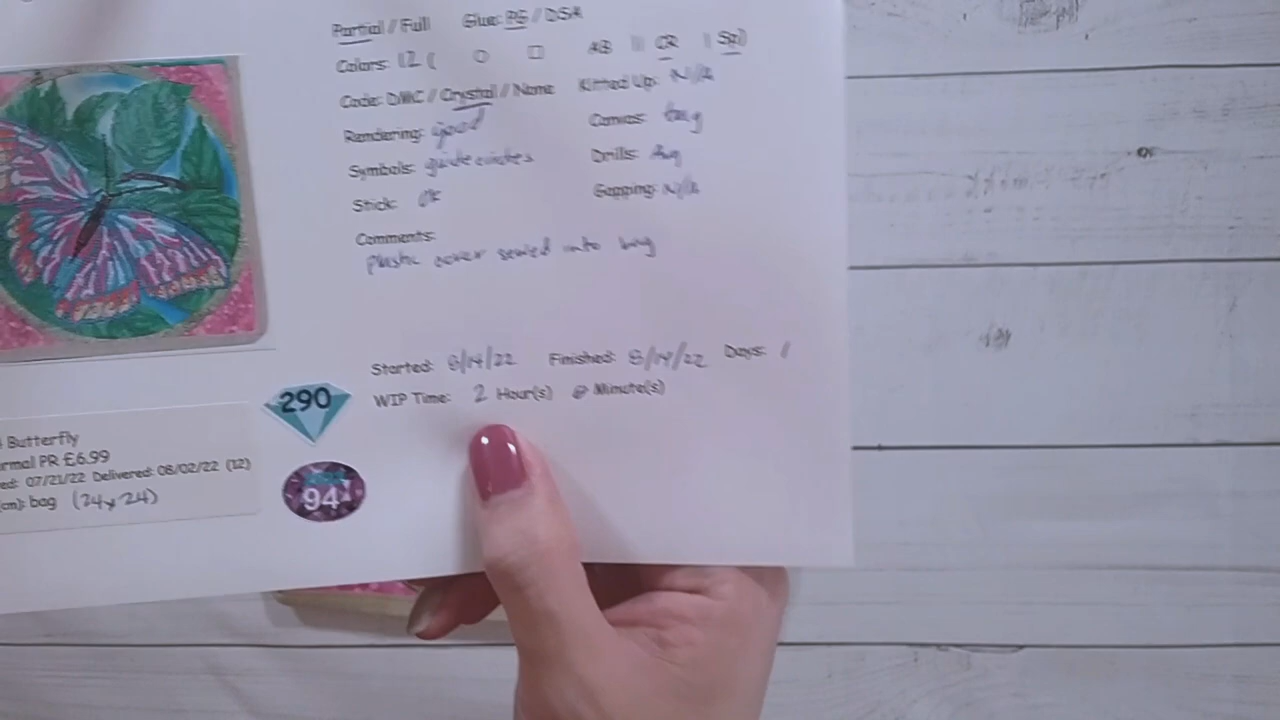 Partial // Full Glue: PS // DSA
Colors: 12 ( ○ □ AB ||| CR | Spl)
Code: DMC // Crystal // Name Kitted Up: N/A
Rendering: good Canvas: bag
Symbols: guide circles Drills: bag
Stick: ok Gapping: N/A
Comments:
plastic cover sewed into bag
Started: 8/14/22 Finished: 8/14/22 Days: 1
WIP Time: 2 Hour(s) 0 Minute(s)
290
94
Butterfly
rmal PR £6.99
ed: 07/21/22 Delivered: 08/02/22 (12)
cm): bag (24x24)